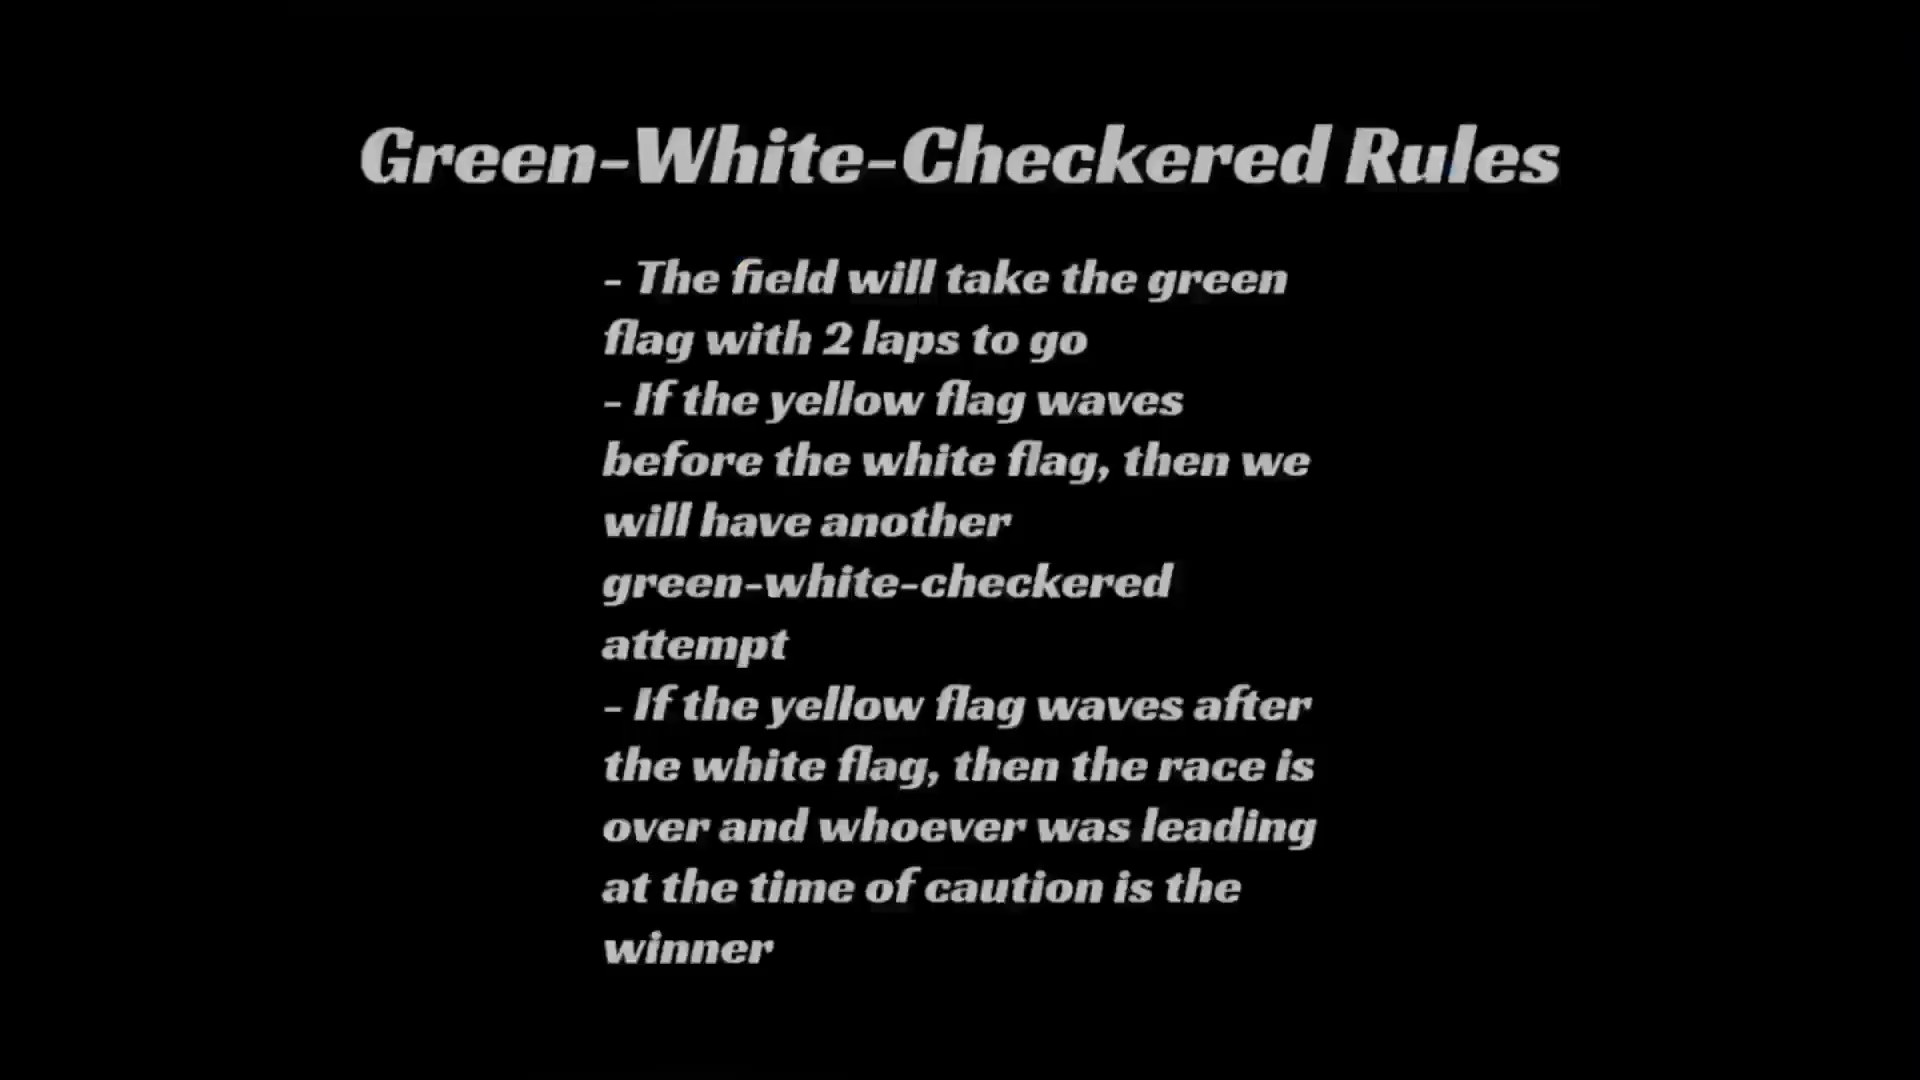 Green-White-Checkered Rules
- The field will take the green
flag with 2 laps to go
- If the yellow flag waves
before the white flag, then we
will have another
green-white-checkered
attempt
- If the yellow flag waves after
the white flag, then the race is
over and whoever was leading
at the time of caution is the
winner